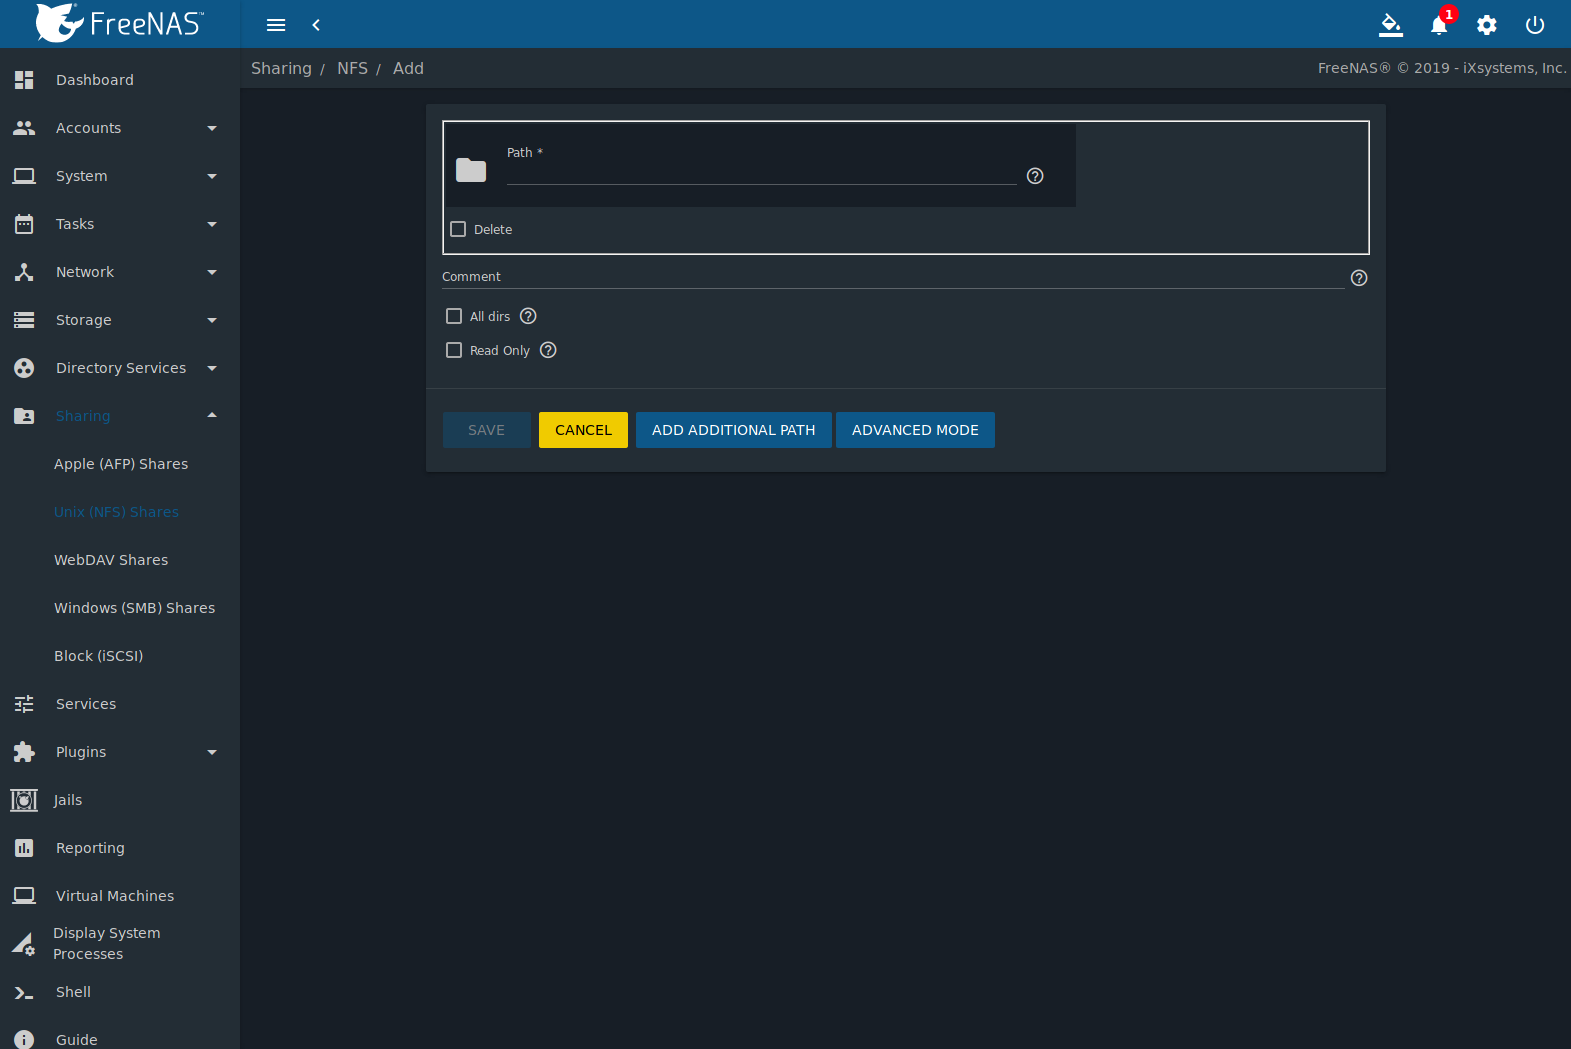 FreeNAS™
1
Sharing / NFS / Add
FreeNAS® © 2019 - iXsystems, Inc.
Dashboard
Accounts
System
Tasks
Network
Storage
Directory Services
Sharing
Apple (AFP) Shares
Unix (NFS) Shares
WebDAV Shares
Windows (SMB) Shares
Block (iSCSI)
Services
Plugins
Jails
Reporting
Virtual Machines
Display System
Processes
Shell
Guide
Path *
Delete
Comment
All dirs
Read Only
SAVE CANCEL ADD ADDITIONAL PATH ADVANCED MODE